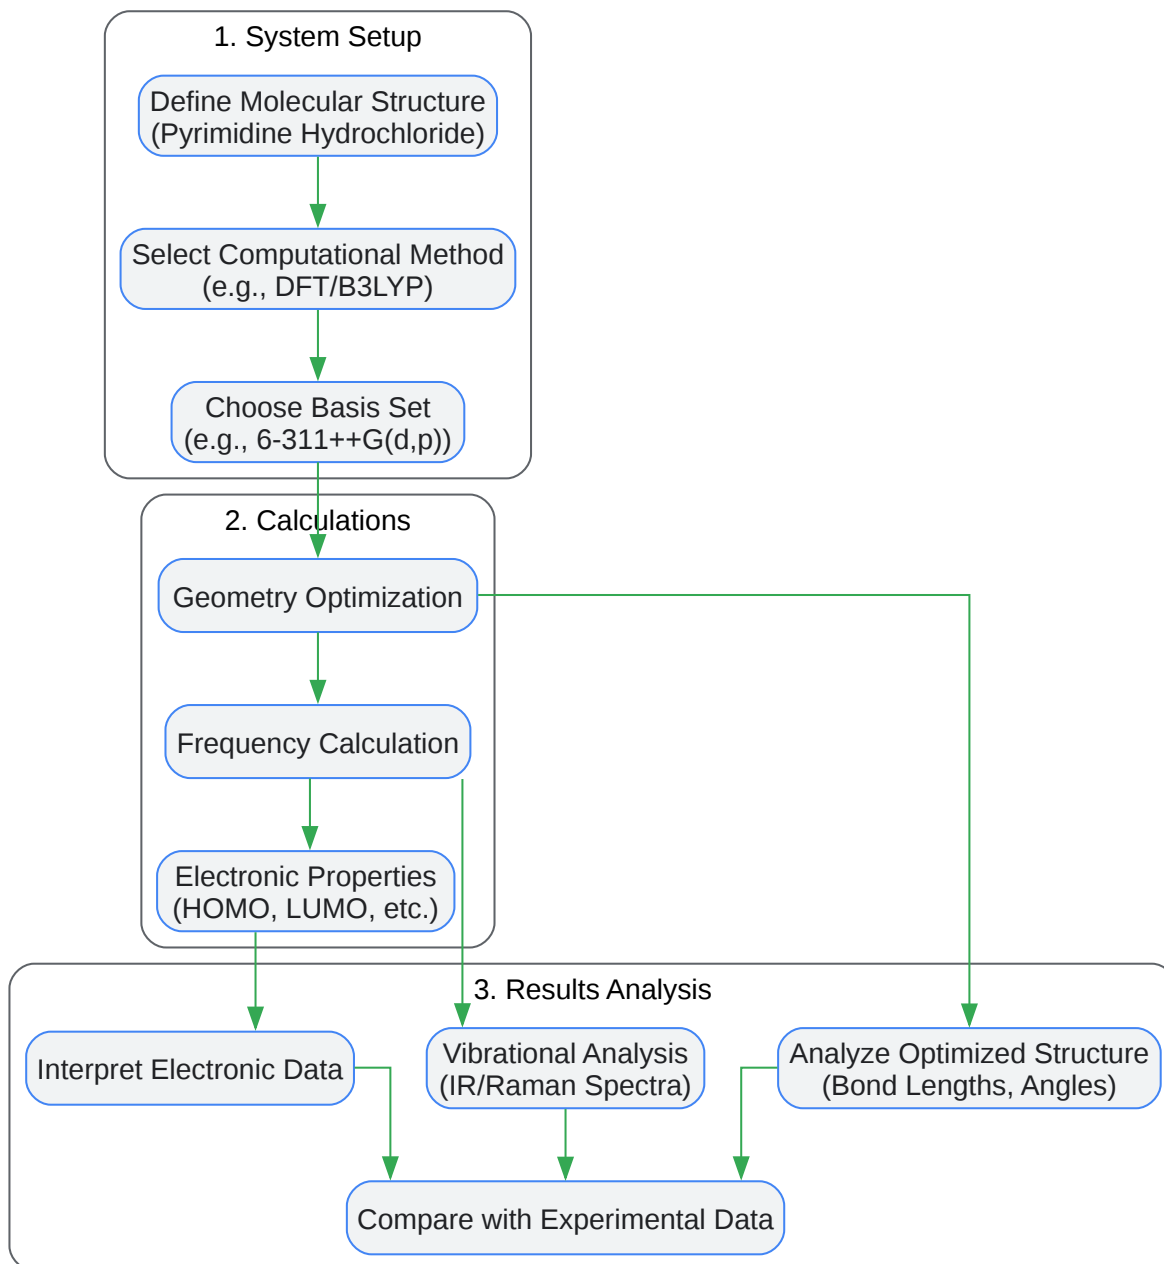 1. System Setup
Define Molecular Structure
(Pyrimidine Hydrochloride)
Select Computational Method
(e.g., DFT/B3LYP)
Choose Basis Set
(e.g., 6-311++G(d,p))
2. Calculations
Geometry Optimization
Frequency Calculation
Electronic Properties
(HOMO, LUMO, etc.)
3. Results Analysis
Interpret Electronic Data
Vibrational Analysis
(IR/Raman Spectra)
Analyze Optimized Structure
(Bond Lengths, Angles)
Compare with Experimental Data